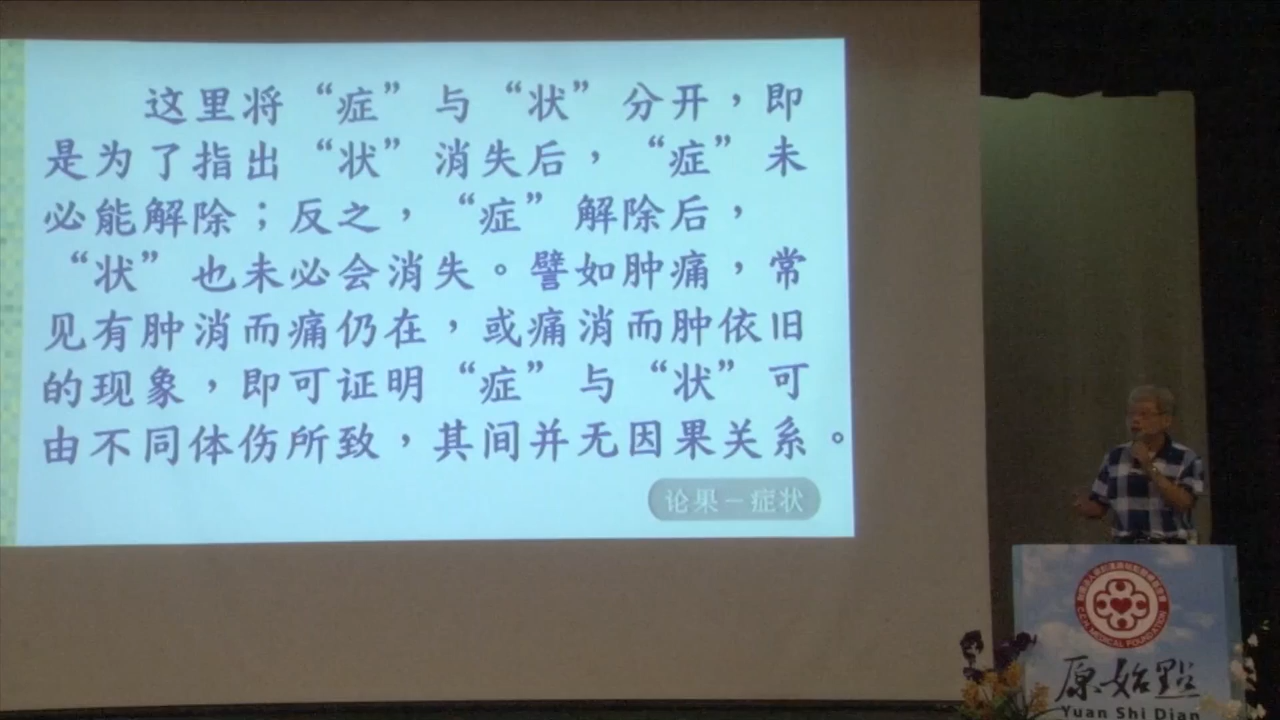 这里将“症”与“状”分开，即
是为了指出“状”消失后，“症”未
必能解除；反之，“症”解除后，
“状”也未必会消失。譬如肿痛，常
见有肿消而痛仍在，或痛消而肿依旧
的现象，即可证明“症”与“状”可
由不同体伤所致，其间并无因果关系。
论果－症状
原始點
Yuan Shi Dian